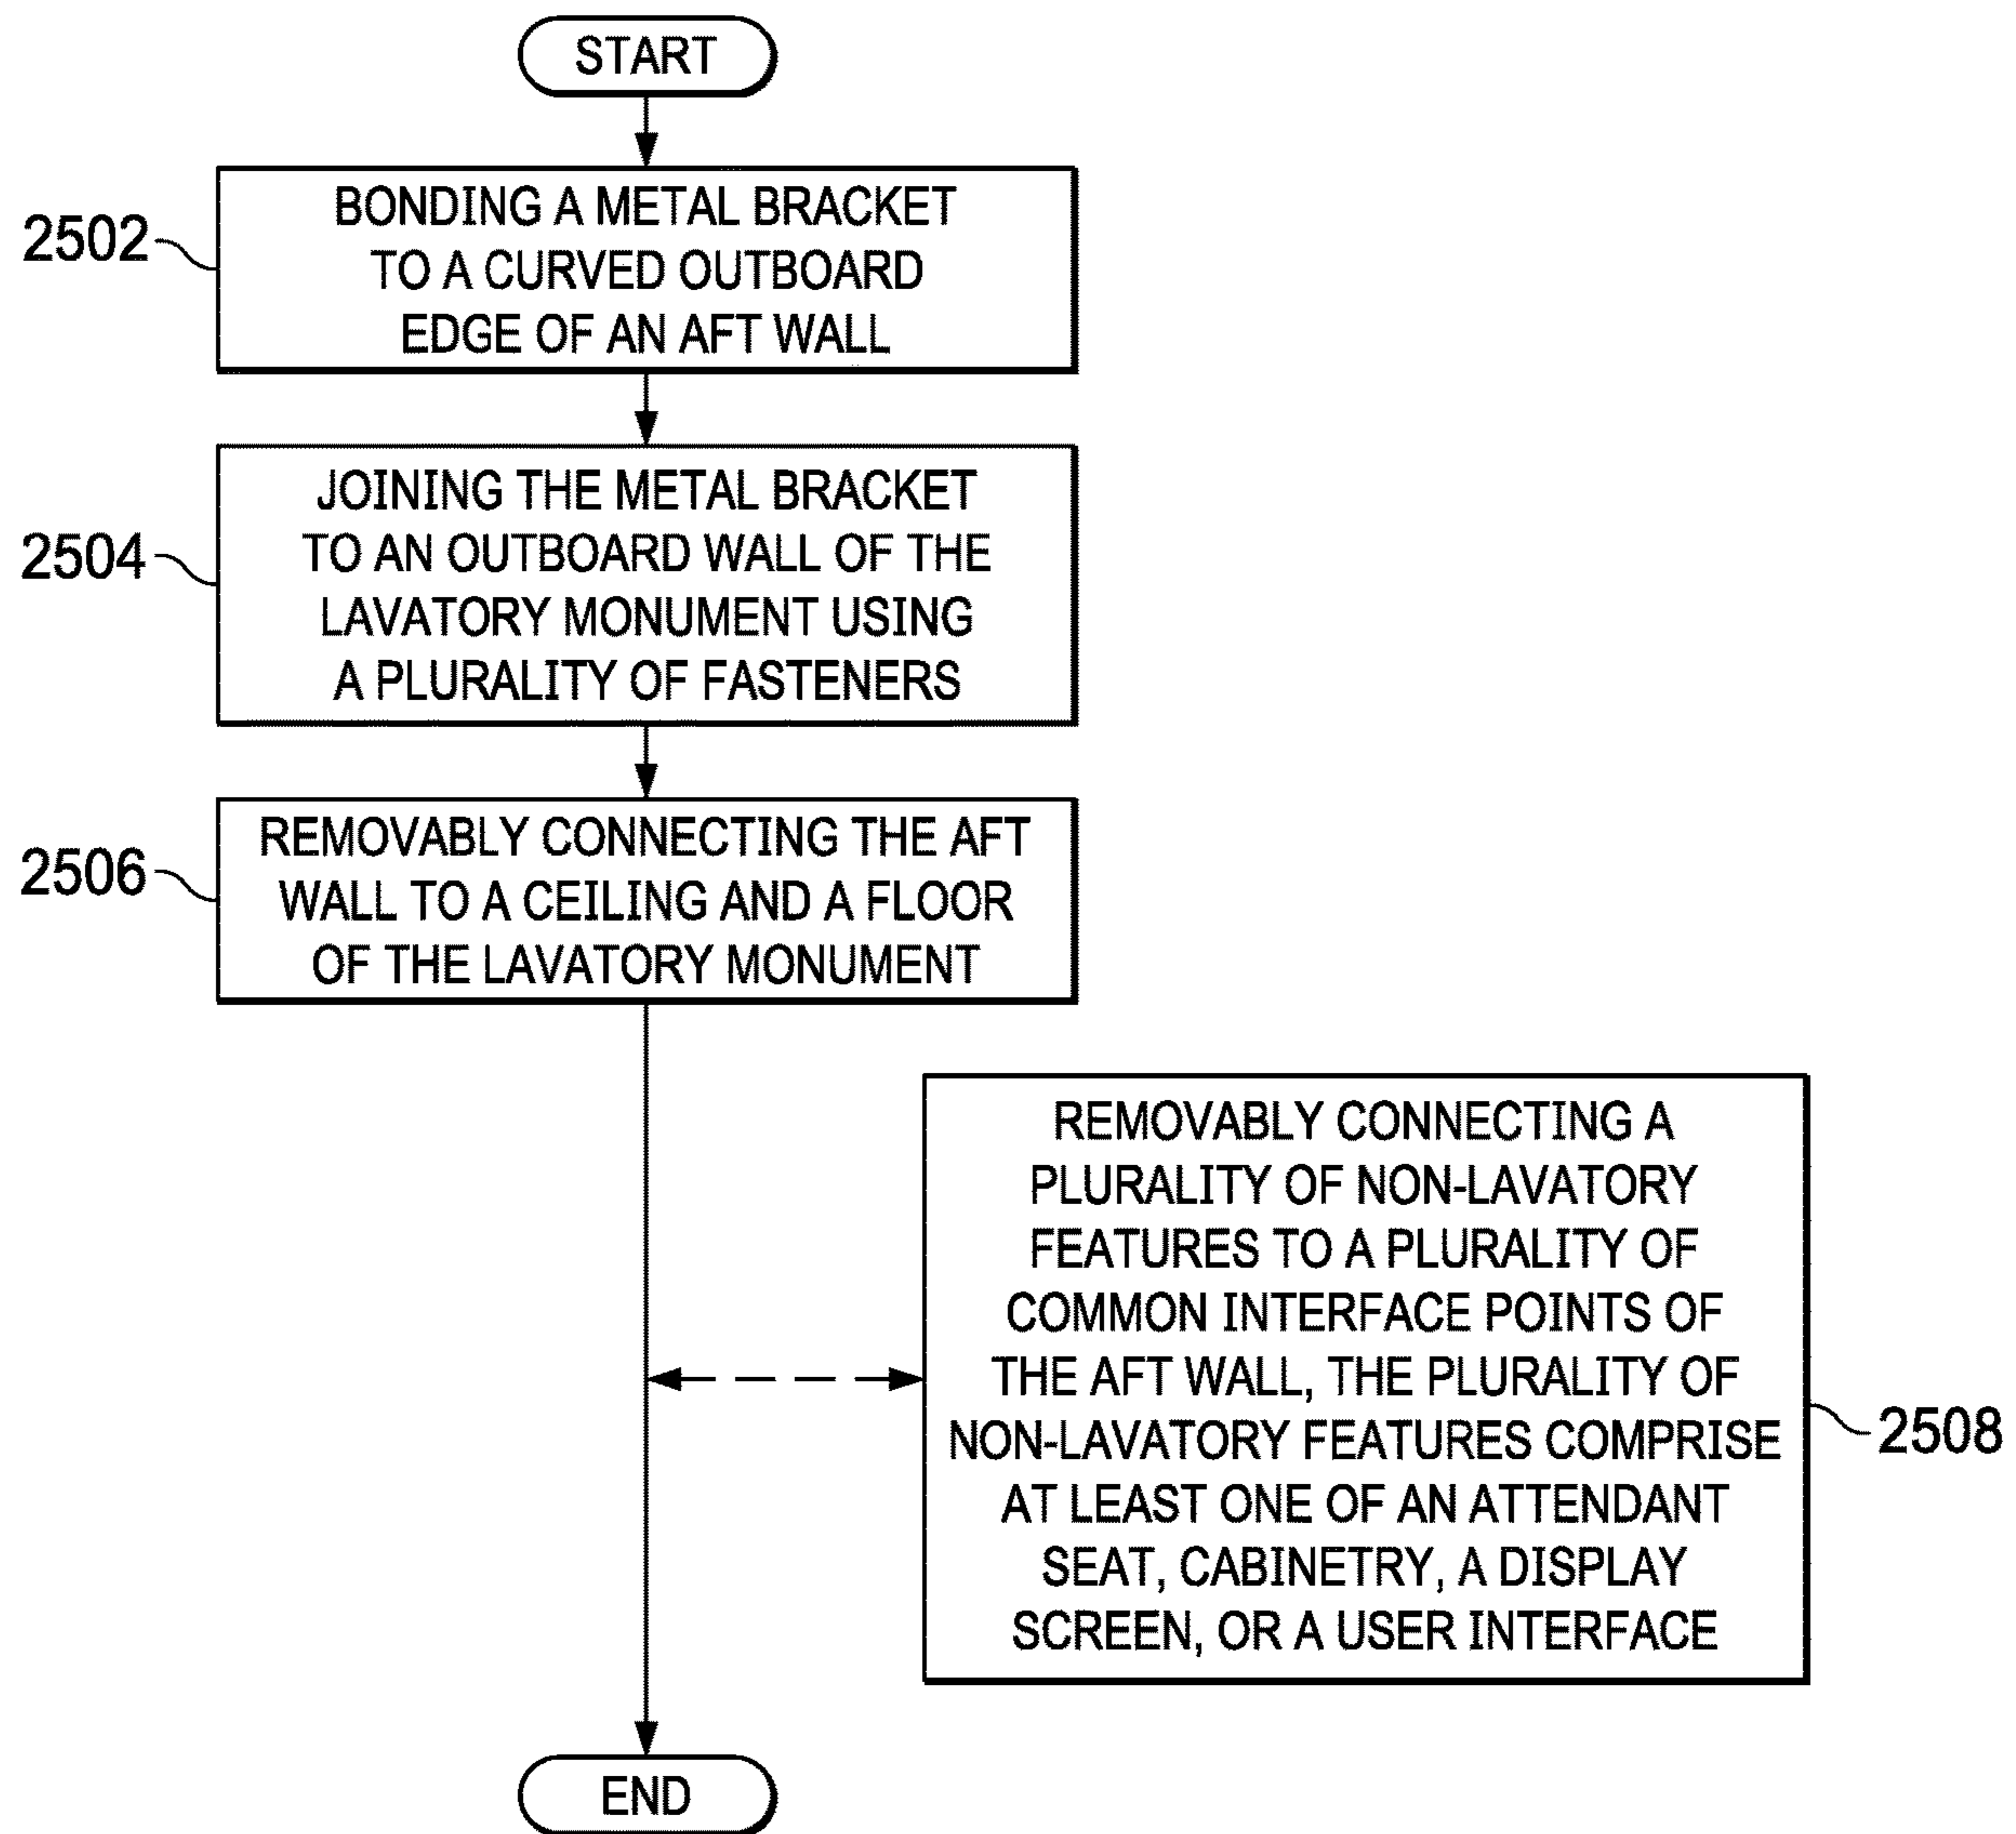 START
2502
BONDING A METAL BRACKET
TO A CURVED OUTBOARD
EDGE OF AN AFT WALL
2504
JOINING THE METAL BRACKET
TO AN OUTBOARD WALL OF THE
LAVATORY MONUMENT USING
A PLURALITY OF FASTENERS
2506
REMOVABLY CONNECTING THE AFT
WALL TO A CEILING AND A FLOOR
OF THE LAVATORY MONUMENT
REMOVABLY CONNECTING A
PLURALITY OF NON-LAVATORY
FEATURES TO A PLURALITY OF
COMMON INTERFACE POINTS OF
THE AFT WALL, THE PLURALITY OF
NON-LAVATORY FEATURES COMPRISE
AT LEAST ONE OF AN ATTENDANT
SEAT, CABINETRY, A DISPLAY
SCREEN, OR A USER INTERFACE
2508
END